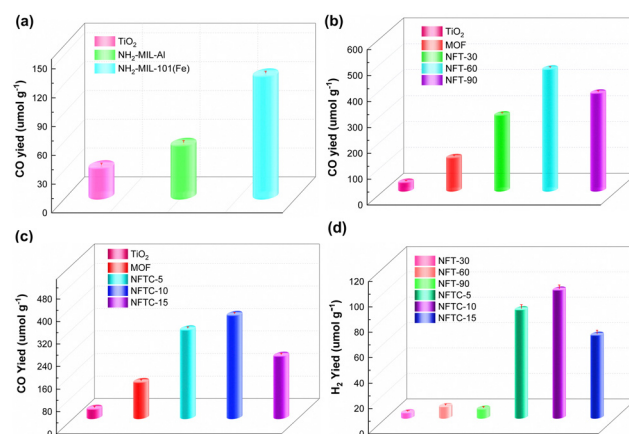 (a)
TiO2
NH2-MIL-Al
NH2-MIL-101(Fe)
CO yied (umol g-1)
150
120
90
60
30
0
(b)
TiO2
MOF
NFT-30
NFT-60
NFT-90
CO yied (umol g-1)
600
500
400
300
200
100
0
(c)
TiO2
MOF
NFTC-5
NFTC-10
NFTC-15
CO Yied (umol g-1)
480
400
320
240
160
80
0
(d)
NFT-30
NFT-60
NFT-90
NFTC-5
NFTC-10
NFTC-15
H2 Yied (umol g-1)
120
100
80
60
40
20
0